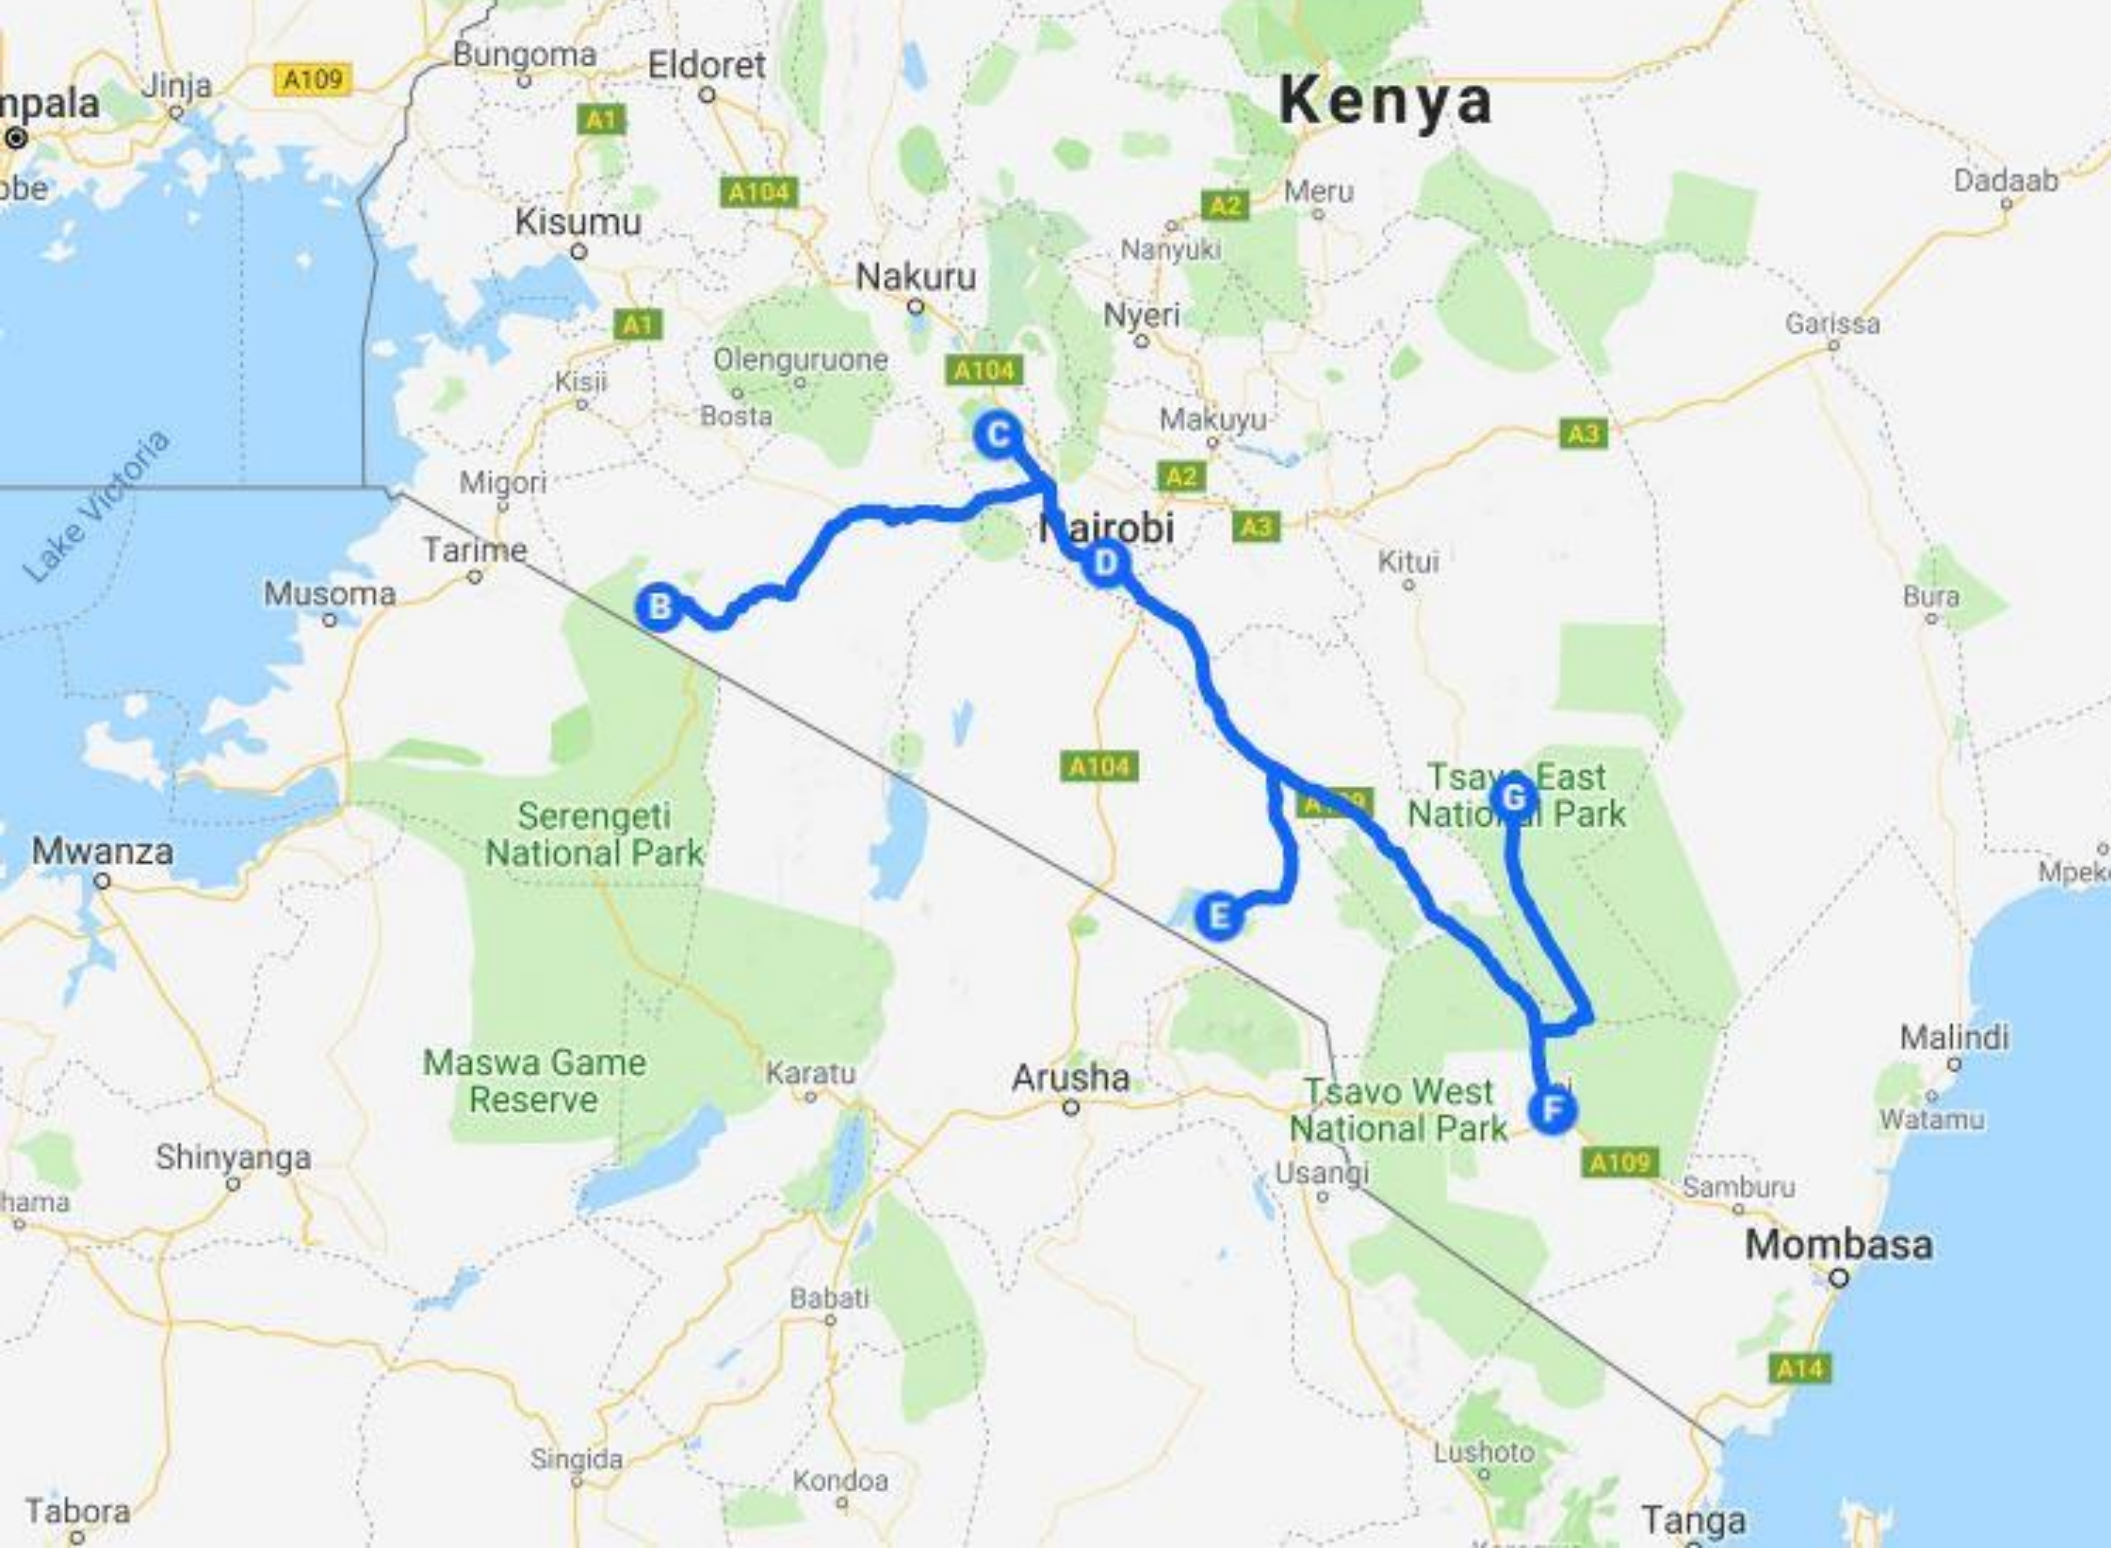 Bungoma
Eldoret
Jinja
A109
Kenya
mpala
A1
Dadaab
A104
Meru
A2
Kisumu
Nanyuki
Nakuru
Nyeri
Garissa
A1
Olenguruone
A104
Kisii
Bosta
Makuyu
C
A3
Lake Victoria
Migori
A2
Nairobi
A3
Tarime
D
Kitui
Musoma
B
Bura
A104
Tsavo East
National Park
G
A109
Serengeti
National Park
Mwanza
E
Malindi
Maswa Game
Reserve
Karatu
Arusha
Tsavo West
National Park
F
Watamu
Shinyanga
A109
Usangi
Samburu
hama
Mombasa
Babati
A14
Singida
Lushoto
Kondoa
Tabora
Tanga